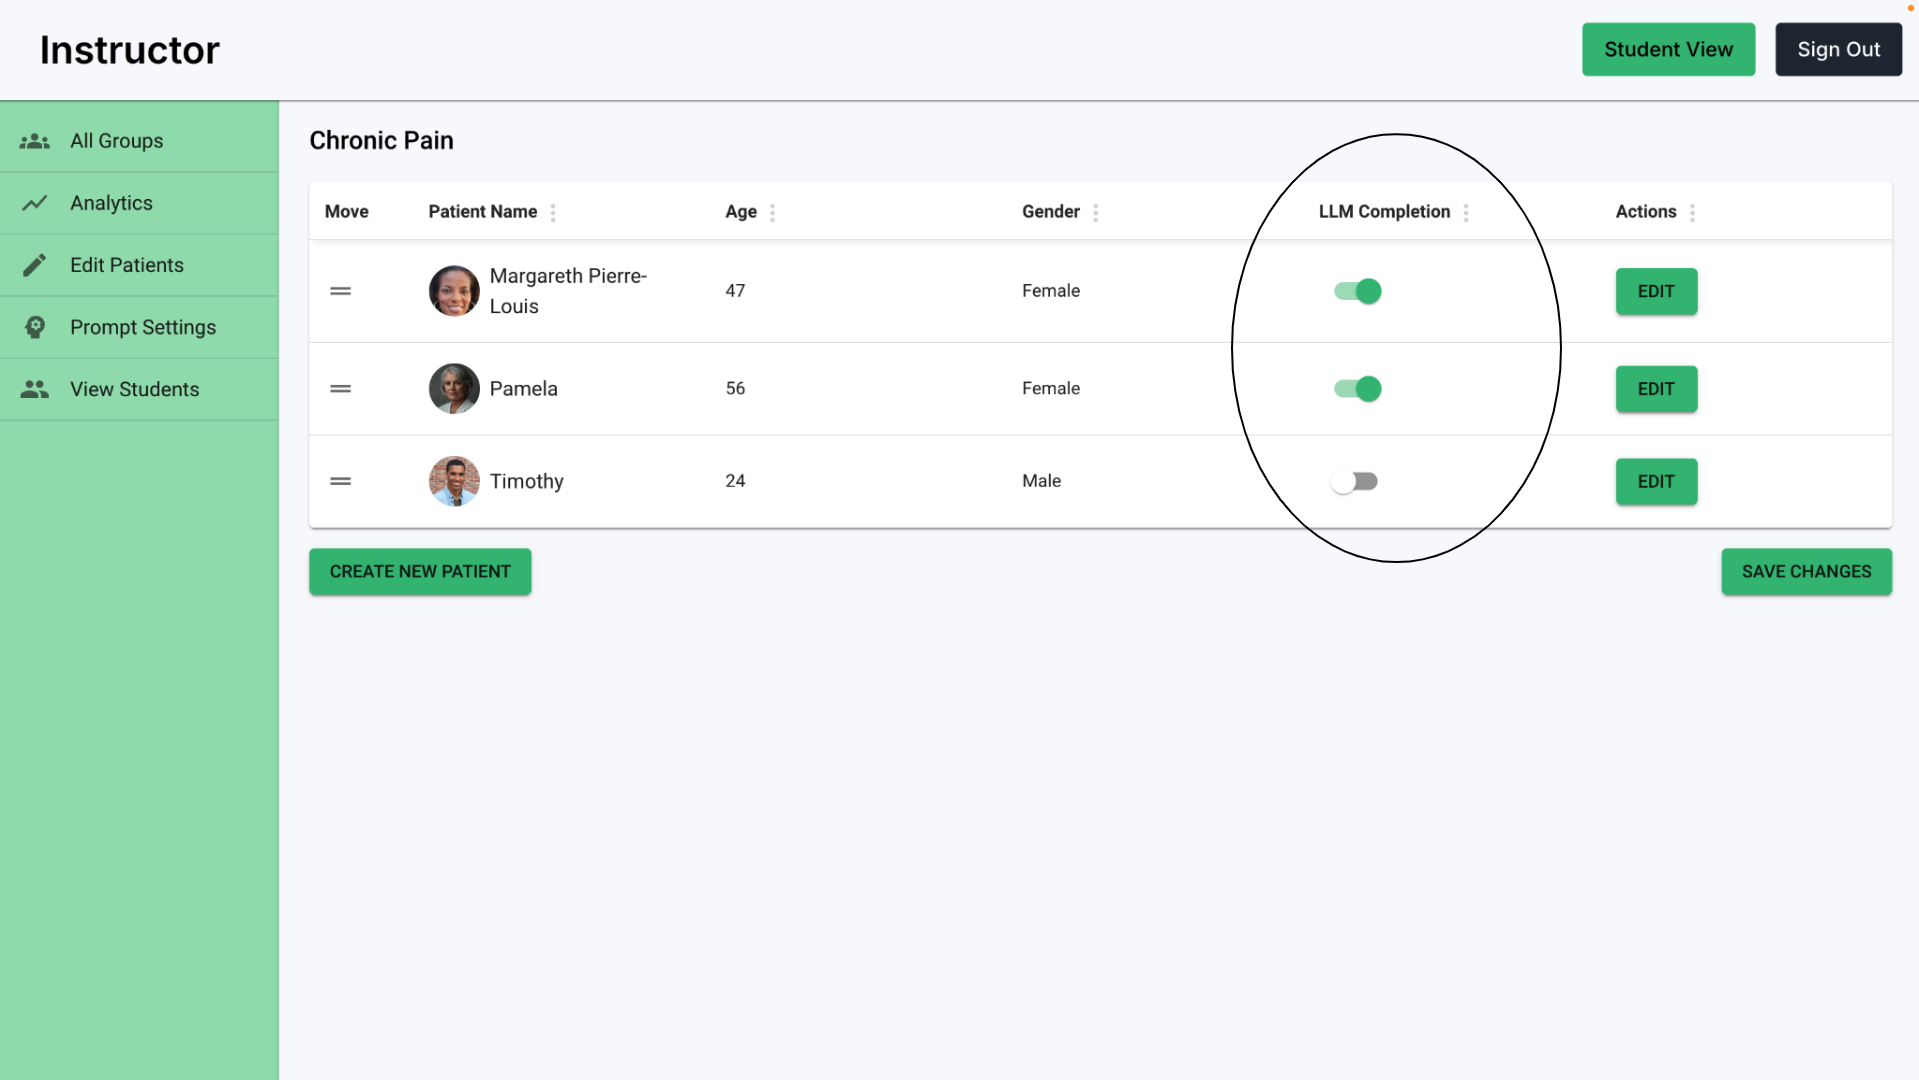 Instructor
Student View
Sign Out
All Groups
Analytics
Edit Patients
Prompt Settings
View Students
Chronic Pain
Move Patient Name Age Gender LLM Completion Actions
Margareth Pierre-
Louis
47 Female EDIT
Pamela 56 Female EDIT
Timothy 24 Male EDIT
CREATE NEW PATIENT
SAVE CHANGES